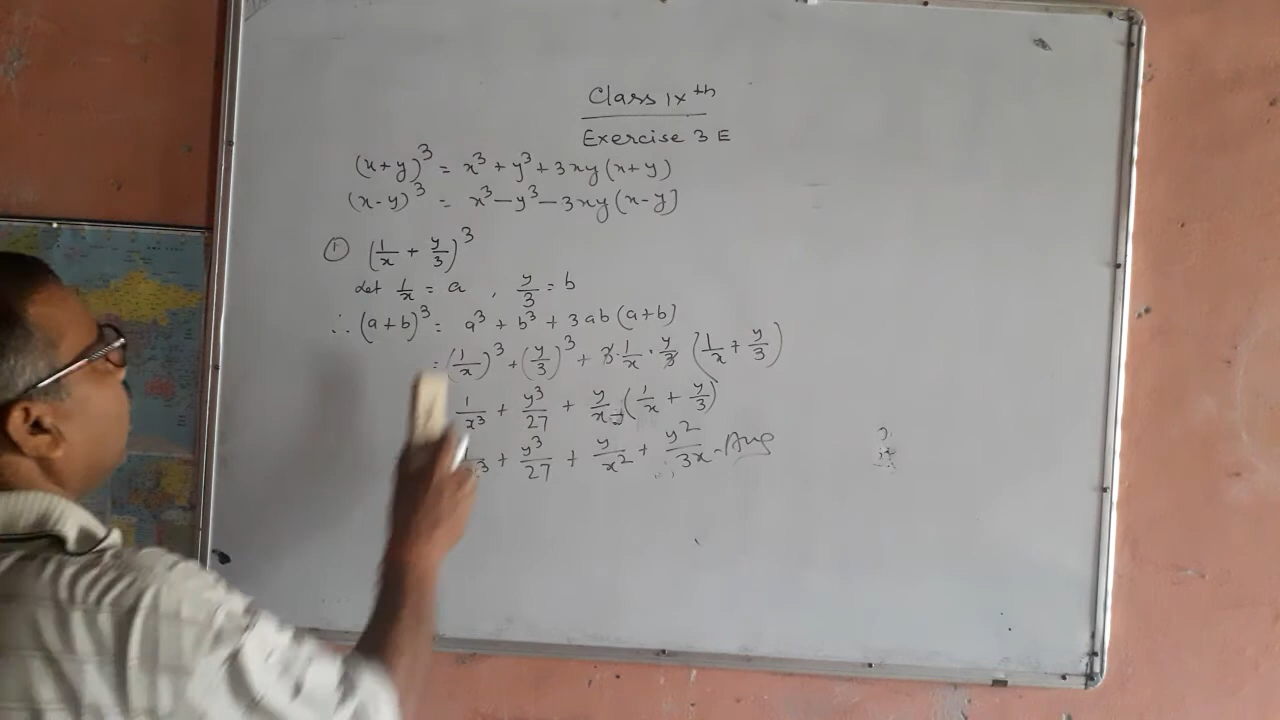 Class IXth
Exercise 3 E
(x+y)³ = x³ + y³ + 3xy(x+y)
(x-y)³ = x³ - y³ - 3xy(x-y]
① (1/x + y/3)³
Let 1/x = a , y/3 = b
∴ (a+b)³ = a³ + b³ + 3ab(a+b)
= (1/x)³ + (y/3)³ + 3·1/x·y/3 (1/x + y/3)
1/x³ + y³/27 + y/x (1/x + y/3)
+ y³/27 + y/x² + y²/3x Ans